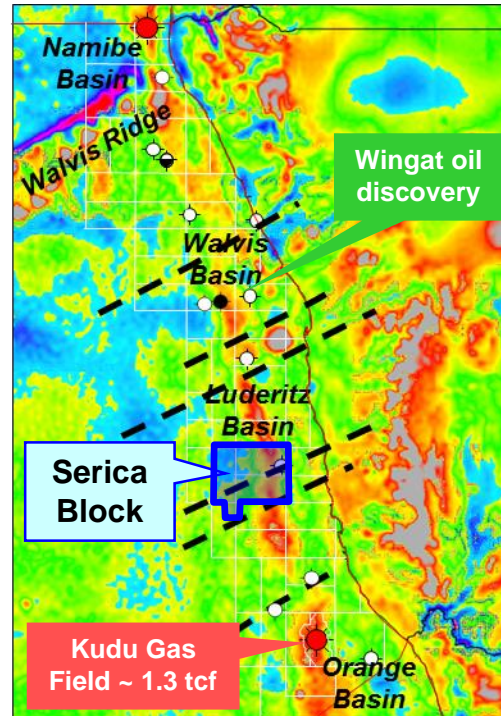 Namibe
Basin
Walvis Ridge
Wingat oil
discovery
Walvis
Basin
Luderitz
Basin
Serica
Block
Kudu Gas
Field ~ 1.3 tcf
Orange
Basin